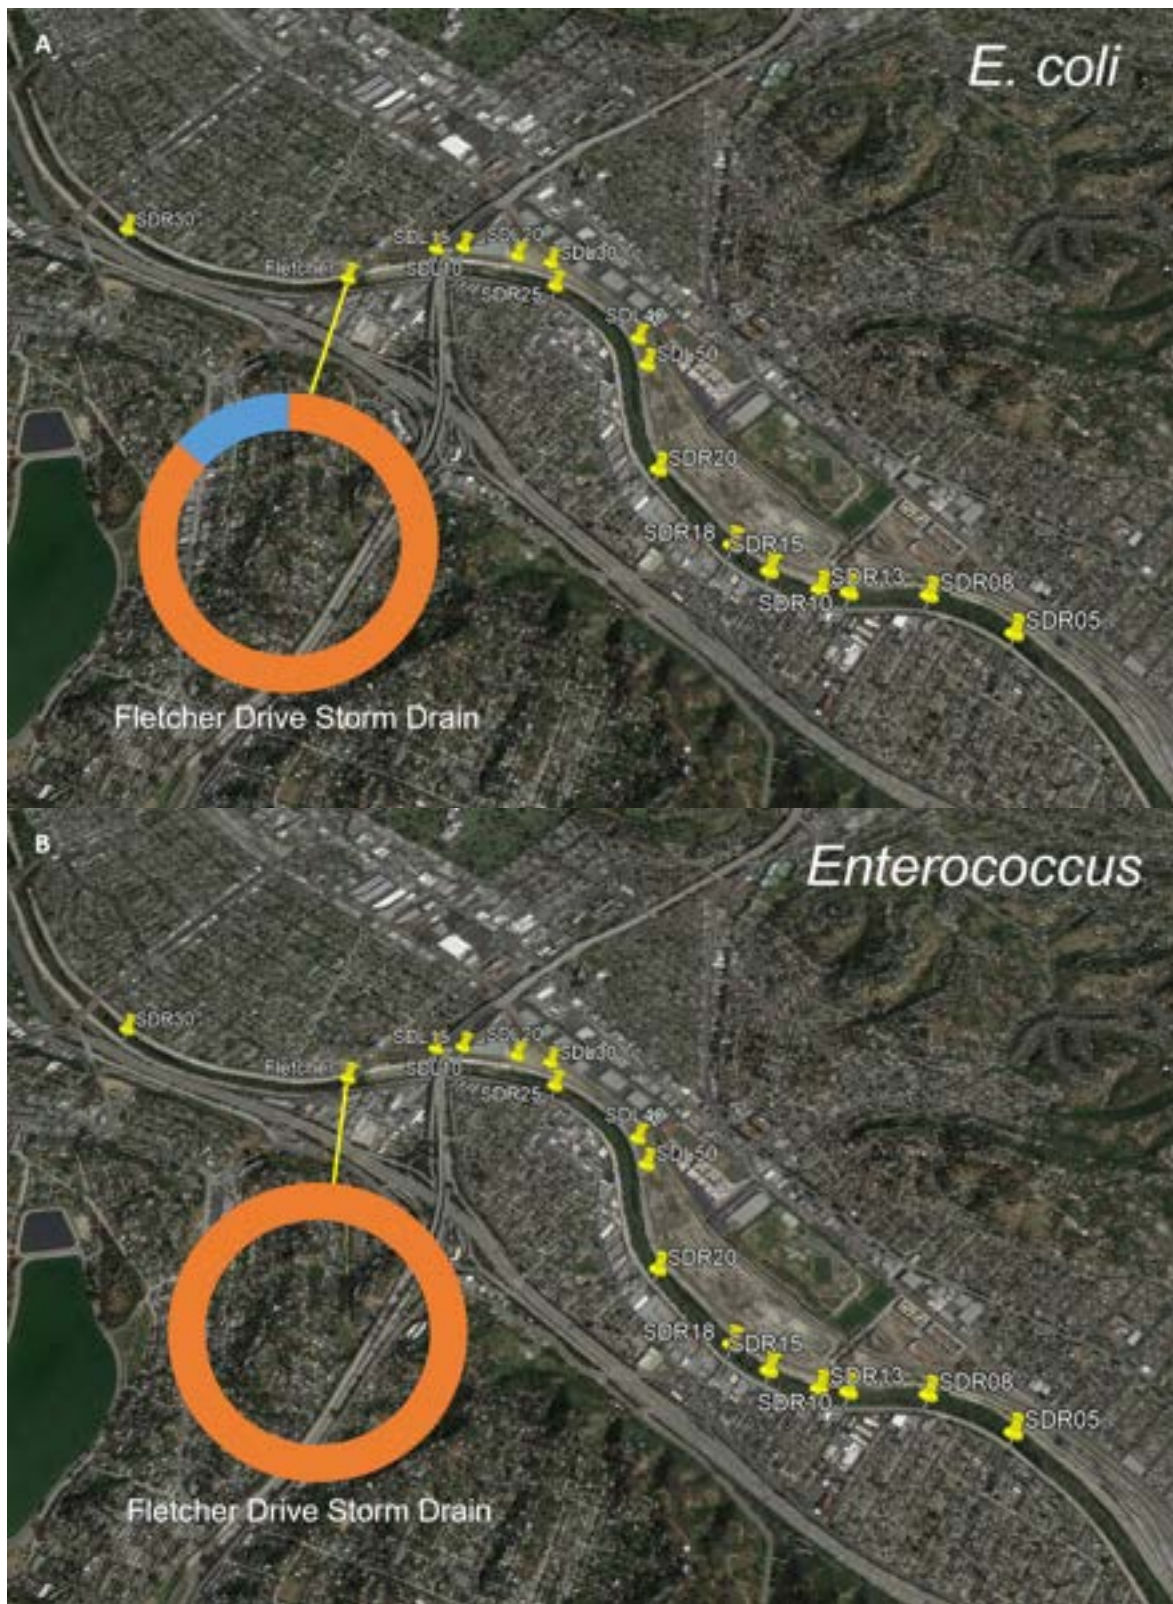 A
E. coli
SDR30
SDL15
SDL20
Fletcher
SDL10
SDL30
SDR25
SDL40
SDL50
SDR20
SDR18
SDR15
SDR13
SDR10
SDR08
SDR05
Fletcher Drive Storm Drain
B
Enterococcus
SDR30
SDL15
SDL20
Fletcher
SDL10
SDL30
SDR25
SDL40
SDL50
SDR20
SDR18
SDR15
SDR13
SDR10
SDR08
SDR05
Fletcher Drive Storm Drain